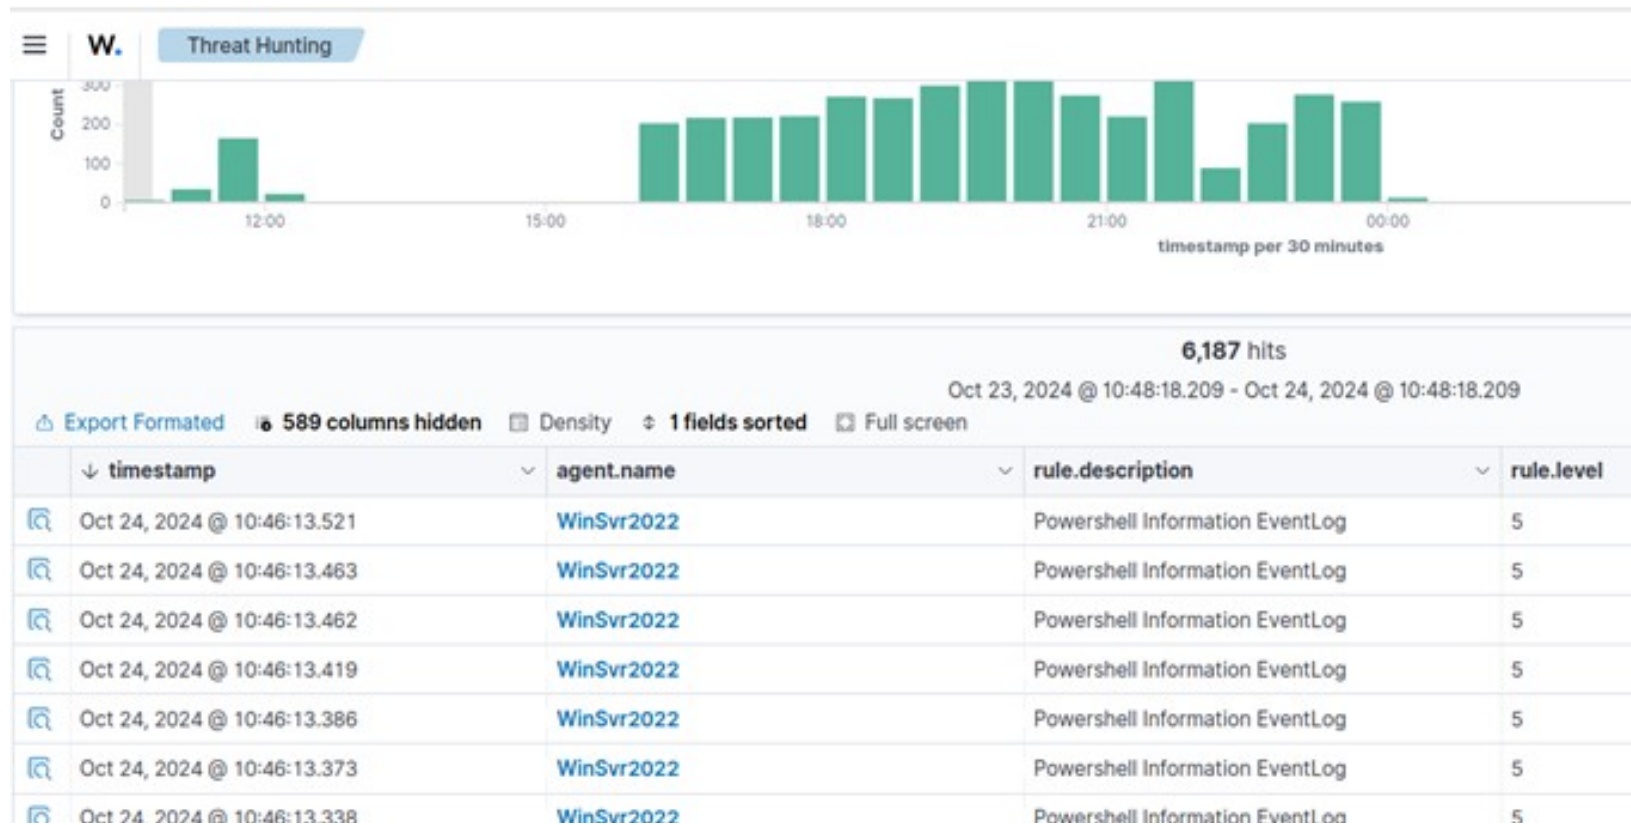 W. Threat Hunting
300
Count
200
100
0
12:00 15:00 18:00 21:00 00:00
timestamp per 30 minutes
6,187 hits
Oct 23, 2024 @ 10:48:18.209 - Oct 24, 2024 @ 10:48:18.209
Export Formated 589 columns hidden Density 1 fields sorted Full screen
timestamp agent.name rule.description rule.level
Oct 24, 2024 @ 10:46:13.521 WinSvr2022 Powershell Information EventLog 5
Oct 24, 2024 @ 10:46:13.463 WinSvr2022 Powershell Information EventLog 5
Oct 24, 2024 @ 10:46:13.462 WinSvr2022 Powershell Information EventLog 5
Oct 24, 2024 @ 10:46:13.419 WinSvr2022 Powershell Information EventLog 5
Oct 24, 2024 @ 10:46:13.386 WinSvr2022 Powershell Information EventLog 5
Oct 24, 2024 @ 10:46:13.373 WinSvr2022 Powershell Information EventLog 5
Oct 24, 2024 @ 10:46:13.338 WinSvr2022 Powershell Information EventLog 5